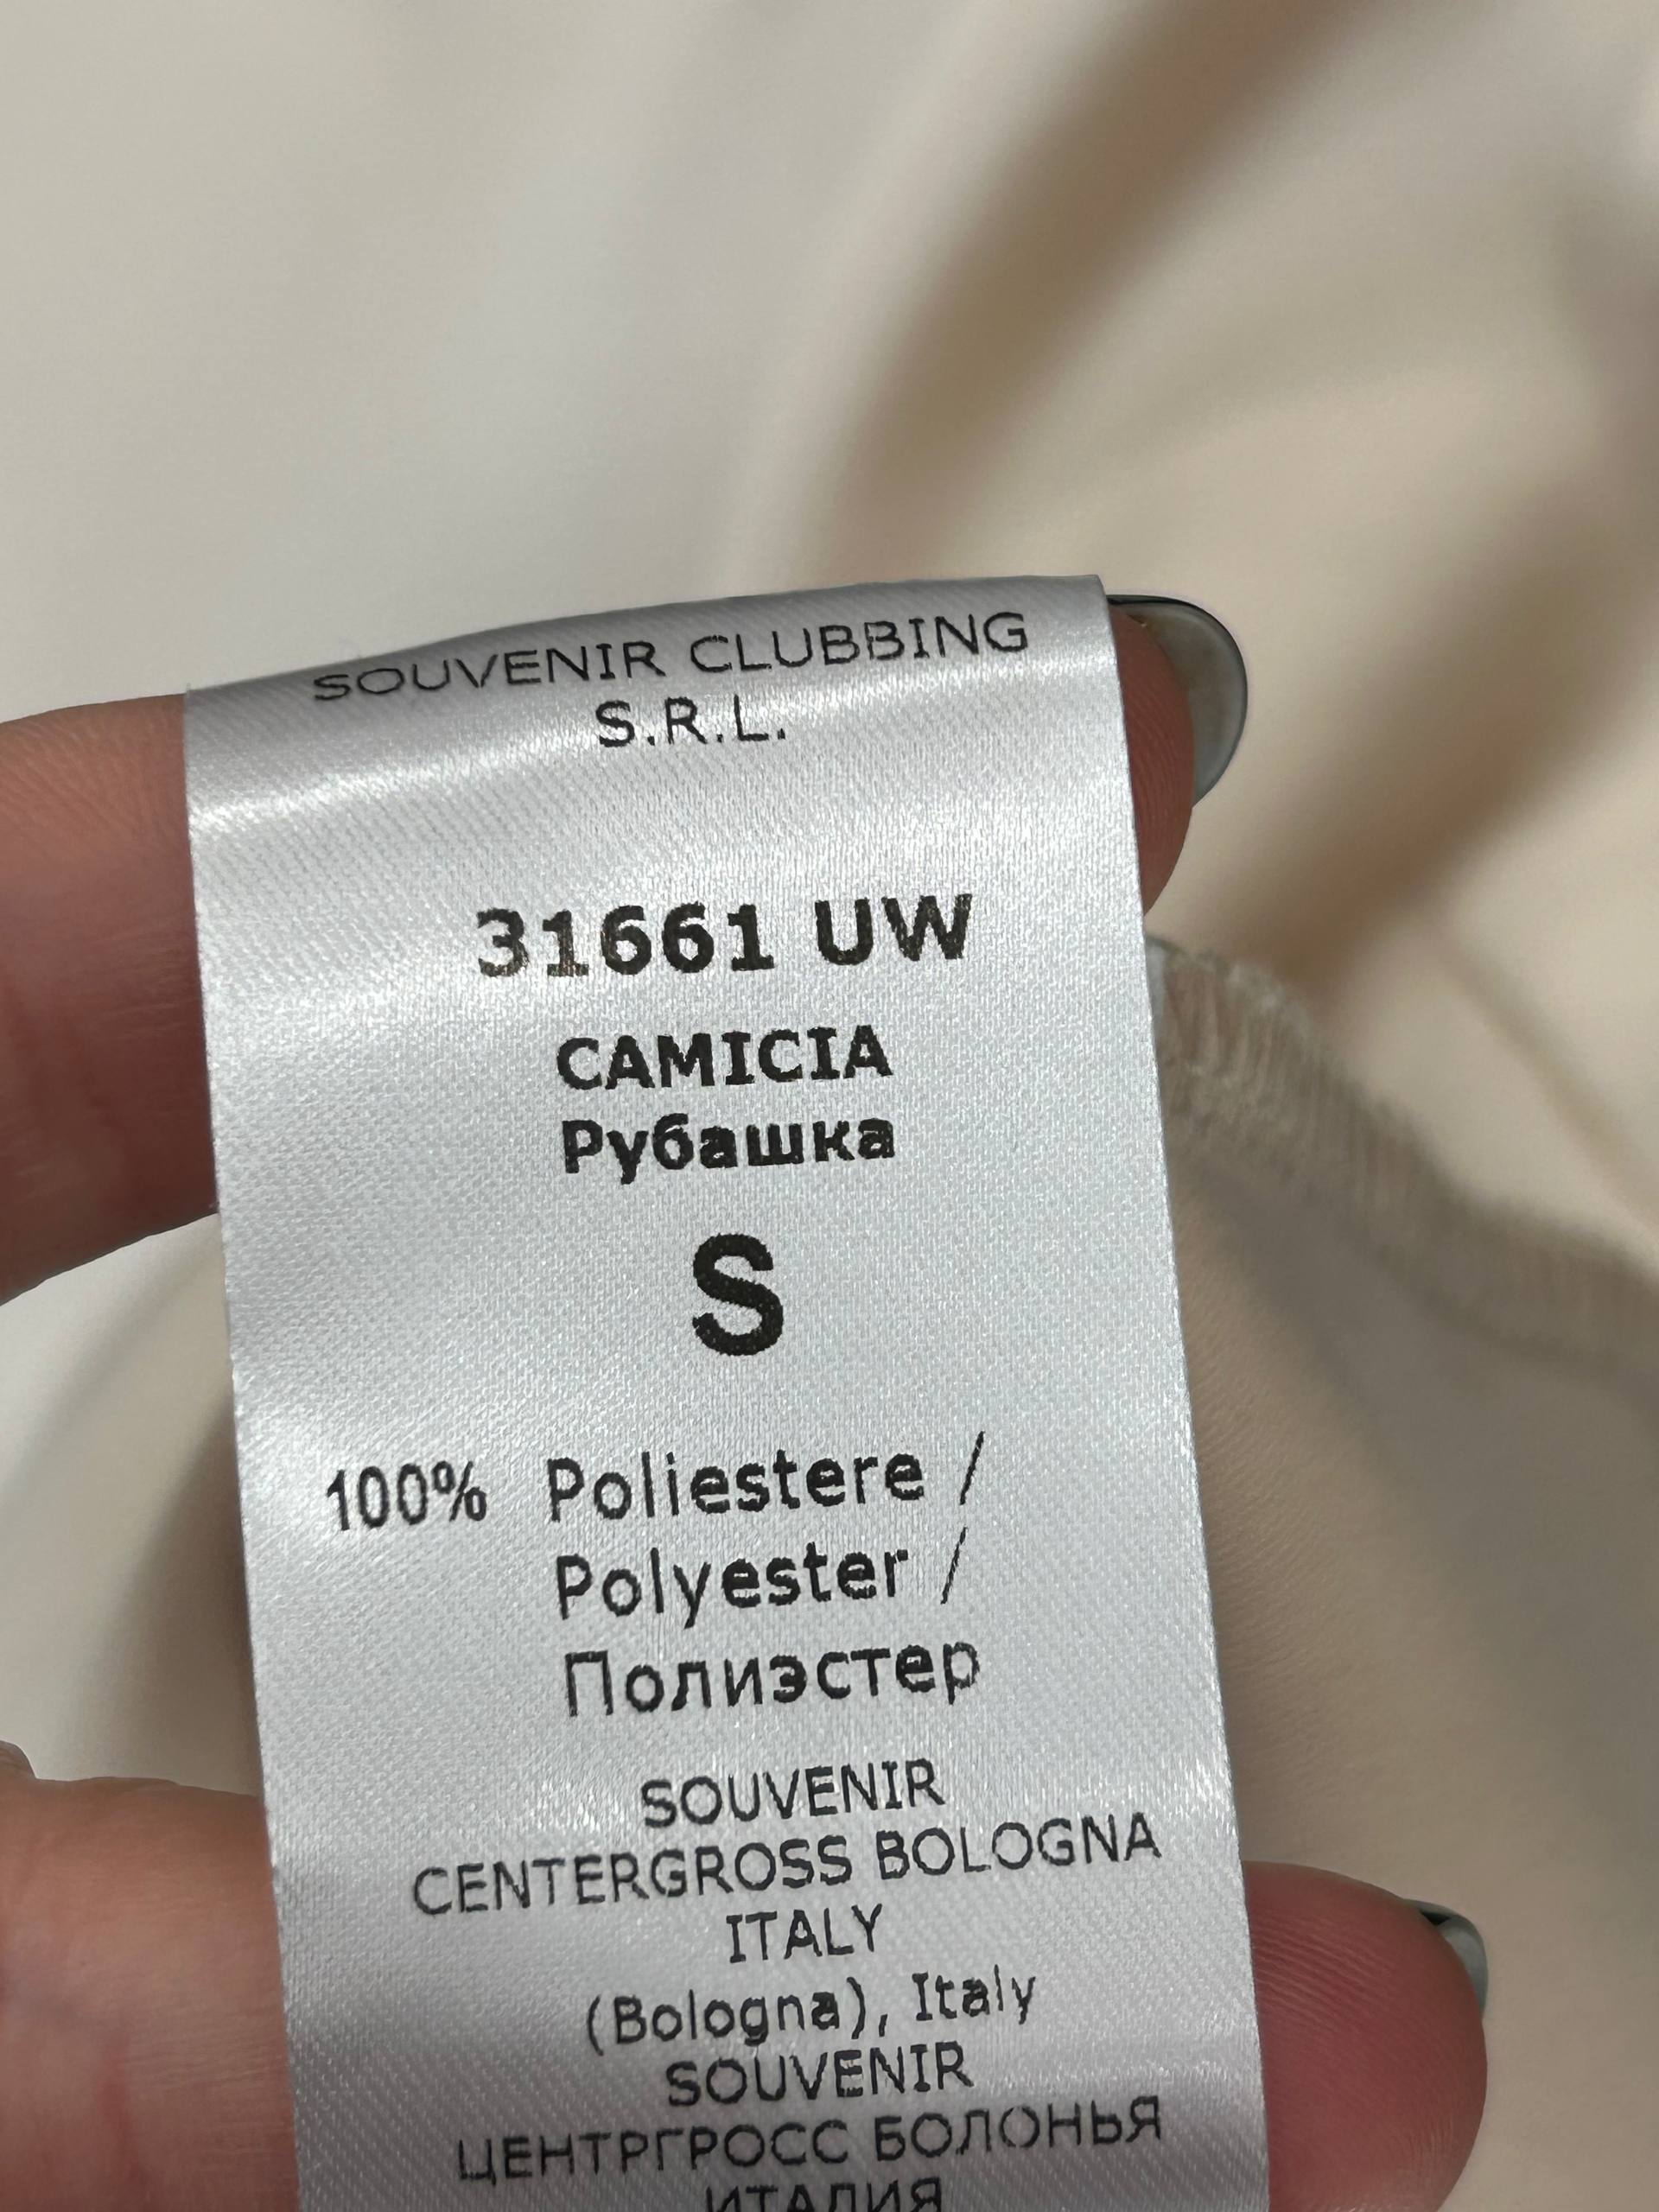 SOUVENIR CLUBBING
S.R.L.
31661 UW
CAMICIA
Рубашка
S
100% Poliestere /
Polyester /
Полиэстер
SOUVENIR
CENTERGROSS BOLOGNA
ITALY
(Bologna), Italy
SOUVENIR
ЦЕНТРГРОСС БОЛОНЬЯ
ИТАЛИЯ